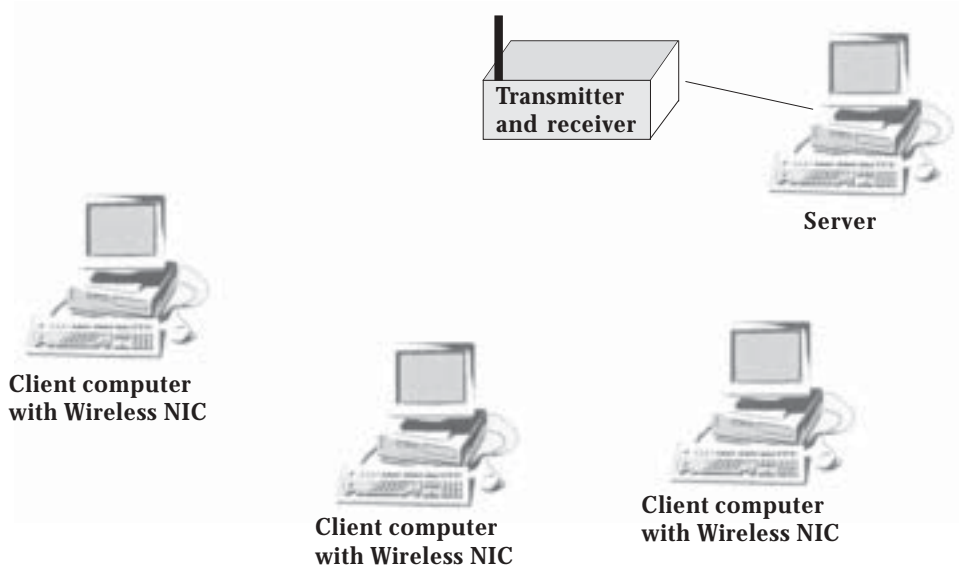 Transmitter
and receiver
Server
Client computer
with Wireless NIC
Client computer
with Wireless NIC
Client computer
with Wireless NIC